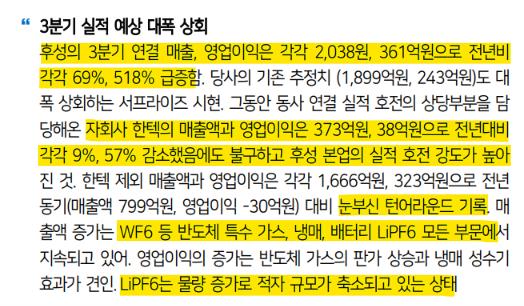 “ 3분기 실적 예상 대폭 상회
후성의 3분기 연결 매출, 영업이익은 각각 2,038원, 361억원으로 전년비
각각 69%, 518% 급증함. 당사의 기존 추정치 (1,899억원, 243억원)도 대
폭 상회하는 서프라이즈 시현. 그동안 동사 연결 실적 호전의 상당부분을 담
당해온 자회사 한텍의 매출액과 영업이익은 373억원, 38억원으로 전년대비
각각 9%, 57% 감소했음에도 불구하고 후성 본업의 실적 호전 강도가 높아
진 것. 한텍 제외 매출액과 영업이익은 각각 1,666억원, 323억원으로 전년
동기(매출액 799억원, 영업이익 -30억원) 대비 눈부신 턴어라운드 기록. 매
출액 증가는 WF6 등 반도체 특수 가스, 냉매, 배터리 LiPF6 모든 부문에서
지속되고 있어. 영업이익의 증가는 반도체 가스의 판가 상승과 냉매 성수기
효과가 견인. LiPF6는 물량 증가로 적자 규모가 축소되고 있는 상태